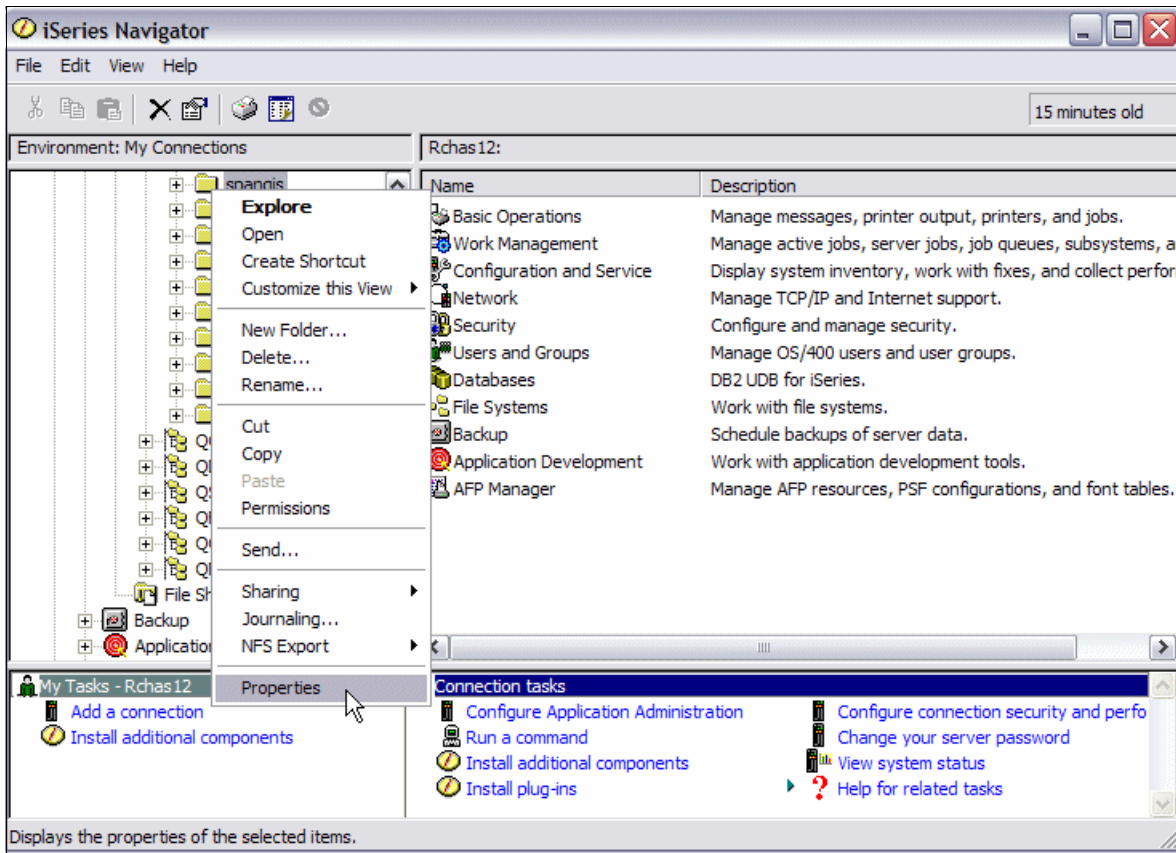 iSeries Navigator
File Edit View Help
15 minutes old
Environment: My Connections
Rchas12:
spangis
Explore
Open
Create Shortcut
Customize this View
New Folder...
Delete...
Rename...
Cut
Copy
Paste
Permissions
Send...
Sharing
Journaling...
NFS Export
Properties
File
Backup
Name Description
Basic Operations Manage messages, printer output, printers, and jobs.
Work Management Manage active jobs, server jobs, job queues, subsystems, a
Configuration and Service Display system inventory, work with fixes, and collect perfor
Network Manage TCP/IP and Internet support.
Security Configure and manage security.
Users and Groups Manage OS/400 users and user groups.
Databases DB2 UDB for iSeries.
File Systems Work with file systems.
Backup Schedule backups of server data.
Application Development Work with application development tools.
AFP Manager Manage AFP resources, PSF configurations, and font tables.
My Tasks - Rchas12
Add a connection
Install additional components
Connection tasks
Configure Application Administration
Run a command
Install additional components
Install plug-ins
Configure connection security and perfo
Change your server password
View system status
Help for related tasks
Displays the properties of the selected items.